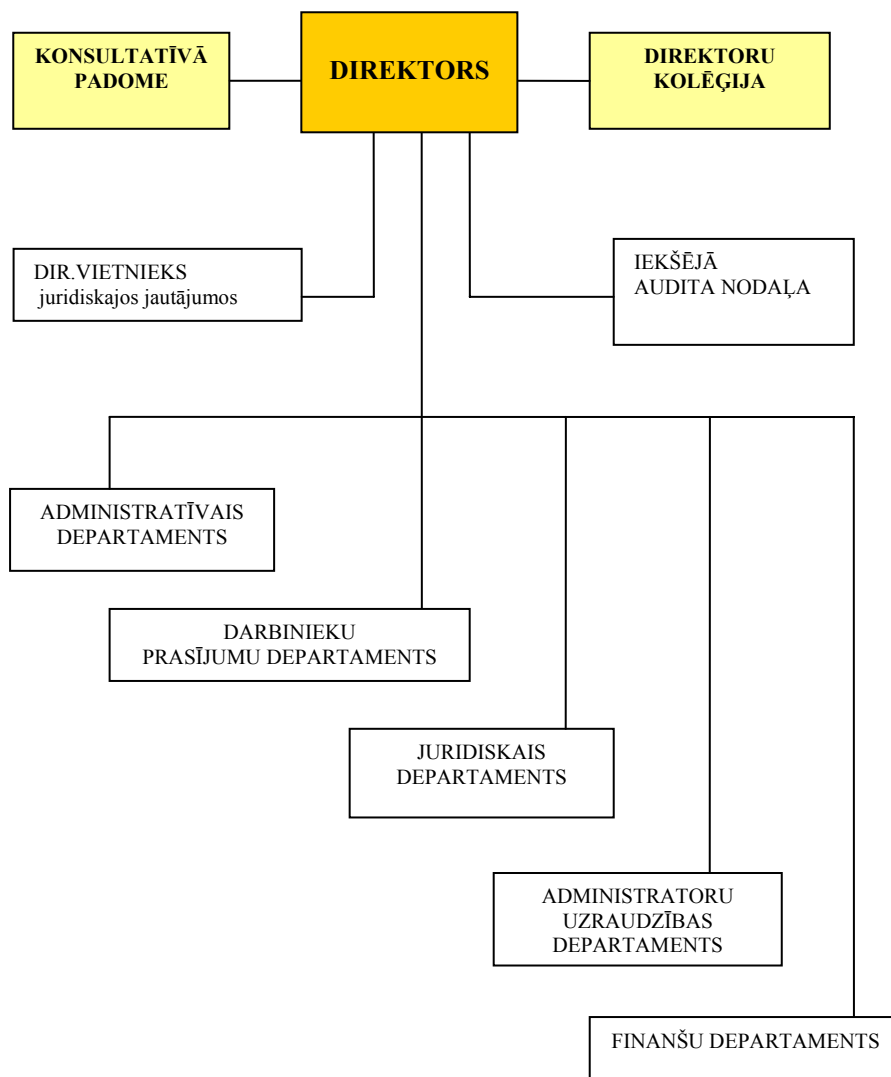 KONSULTATĪVĀ
PADOME
DIREKTORS
DIREKTORU
KOLĒĢIJA
DIR.VIETNIEKS
juridiskajos jautājumos
IEKŠĒJĀ
AUDITA NODAĻA
ADMINISTRATĪVAIS
DEPARTAMENTS
DARBINIEKU
PRASĪJUMU DEPARTAMENTS
JURIDISKAIS
DEPARTAMENTS
ADMINISTRATORU
UZRAUDZĪBAS
DEPARTAMENTS
FINANŠU DEPARTAMENTS